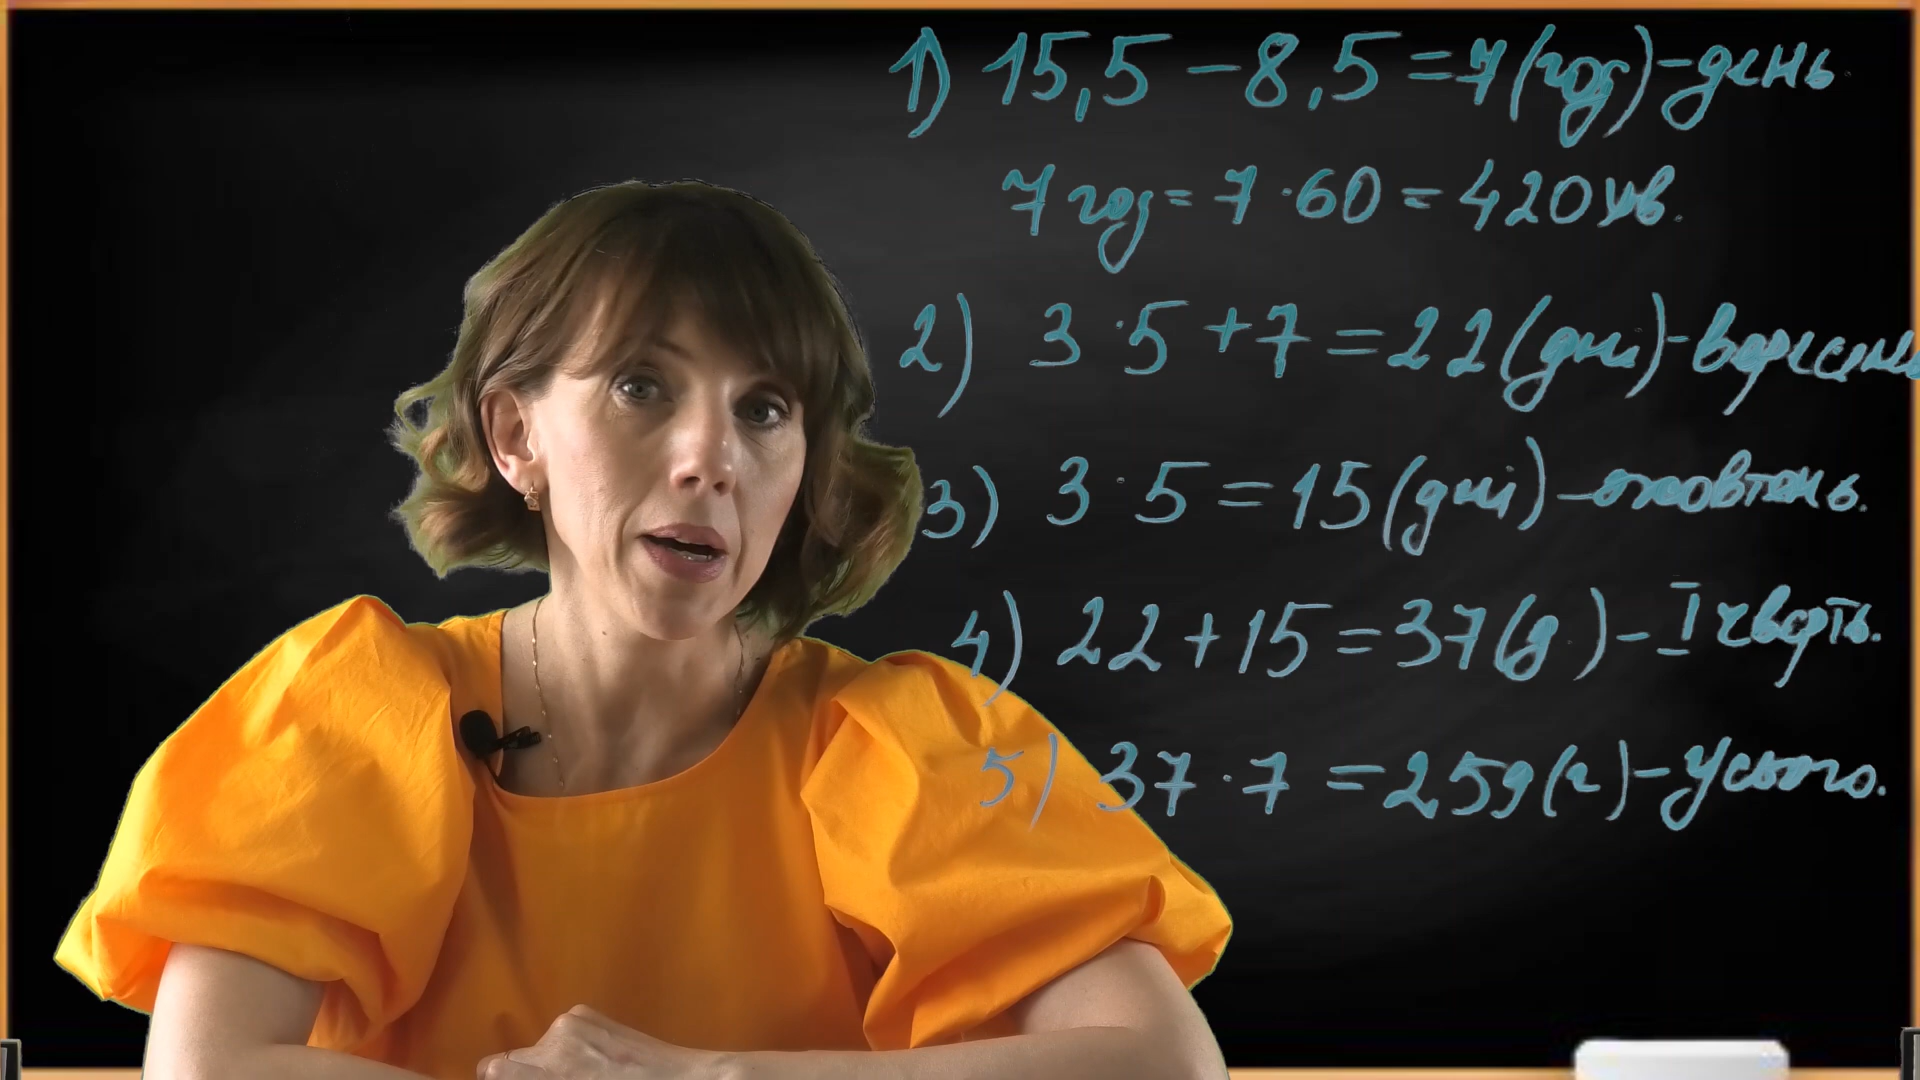 1) 15,5 - 8,5 = 7 (год) - день.
7 год = 7 · 60 = 420 хв.
2) 3 · 5 + 7 = 22 (дні) - вересень
3) 3 · 5 = 15 (дні) - жовтень.
4) 22 + 15 = 37 (д.) - I чверть.
5) 37 · 7 = 259 (г) - усього.